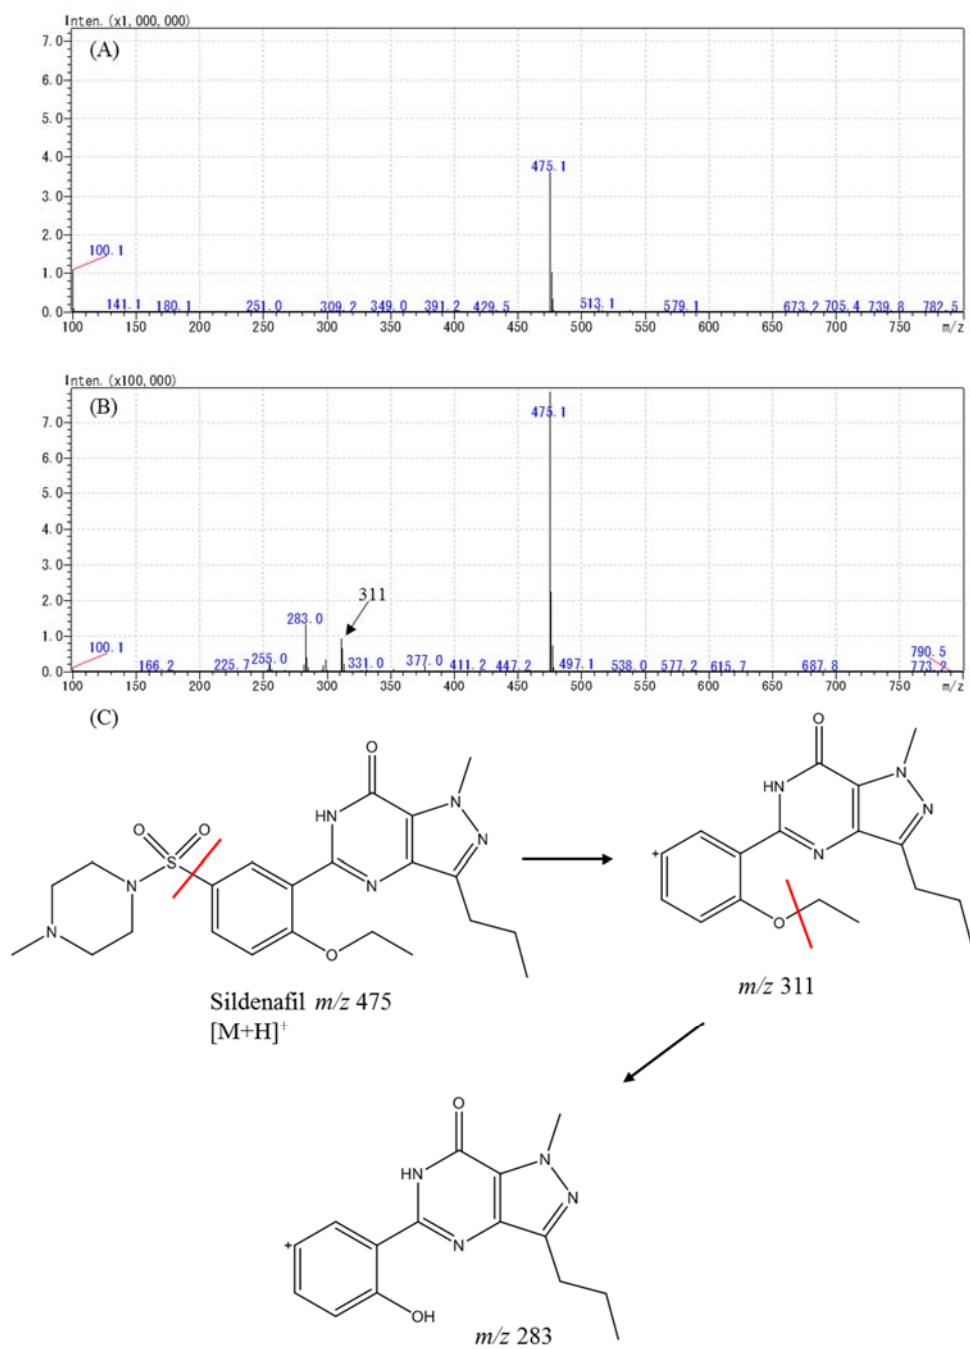 Inten. (x1,000,000)
(A)
7.0
6.0
5.0
4.0
3.0
2.0
1.0
0.0
475.1
100.1
141.1 180.1 251.0 309.2 349.0 391.2 429.5 513.1 579.1 673.2 705.4 739.8 782.5
100 150 200 250 300 350 400 450 500 550 600 650 700 750 m/z
Inten. (x100,000)
(B)
7.0
6.0
5.0
4.0
3.0
2.0
1.0
0.0
475.1
311
283.0
100.1
166.2 225.7 255.0 331.0 377.0 411.2 447.2 497.1 538.0 577.2 615.7 687.8 773.2 790.5
100 150 200 250 300 350 400 450 500 550 600 650 700 750 m/z
(C)
O
N
HN
N
N
O O
S
N
N
O
Sildenafil m/z 475
[M+H]+
O
N
HN
N
N
+
O
m/z 311
O
N
HN
N
N
+
OH
m/z 283